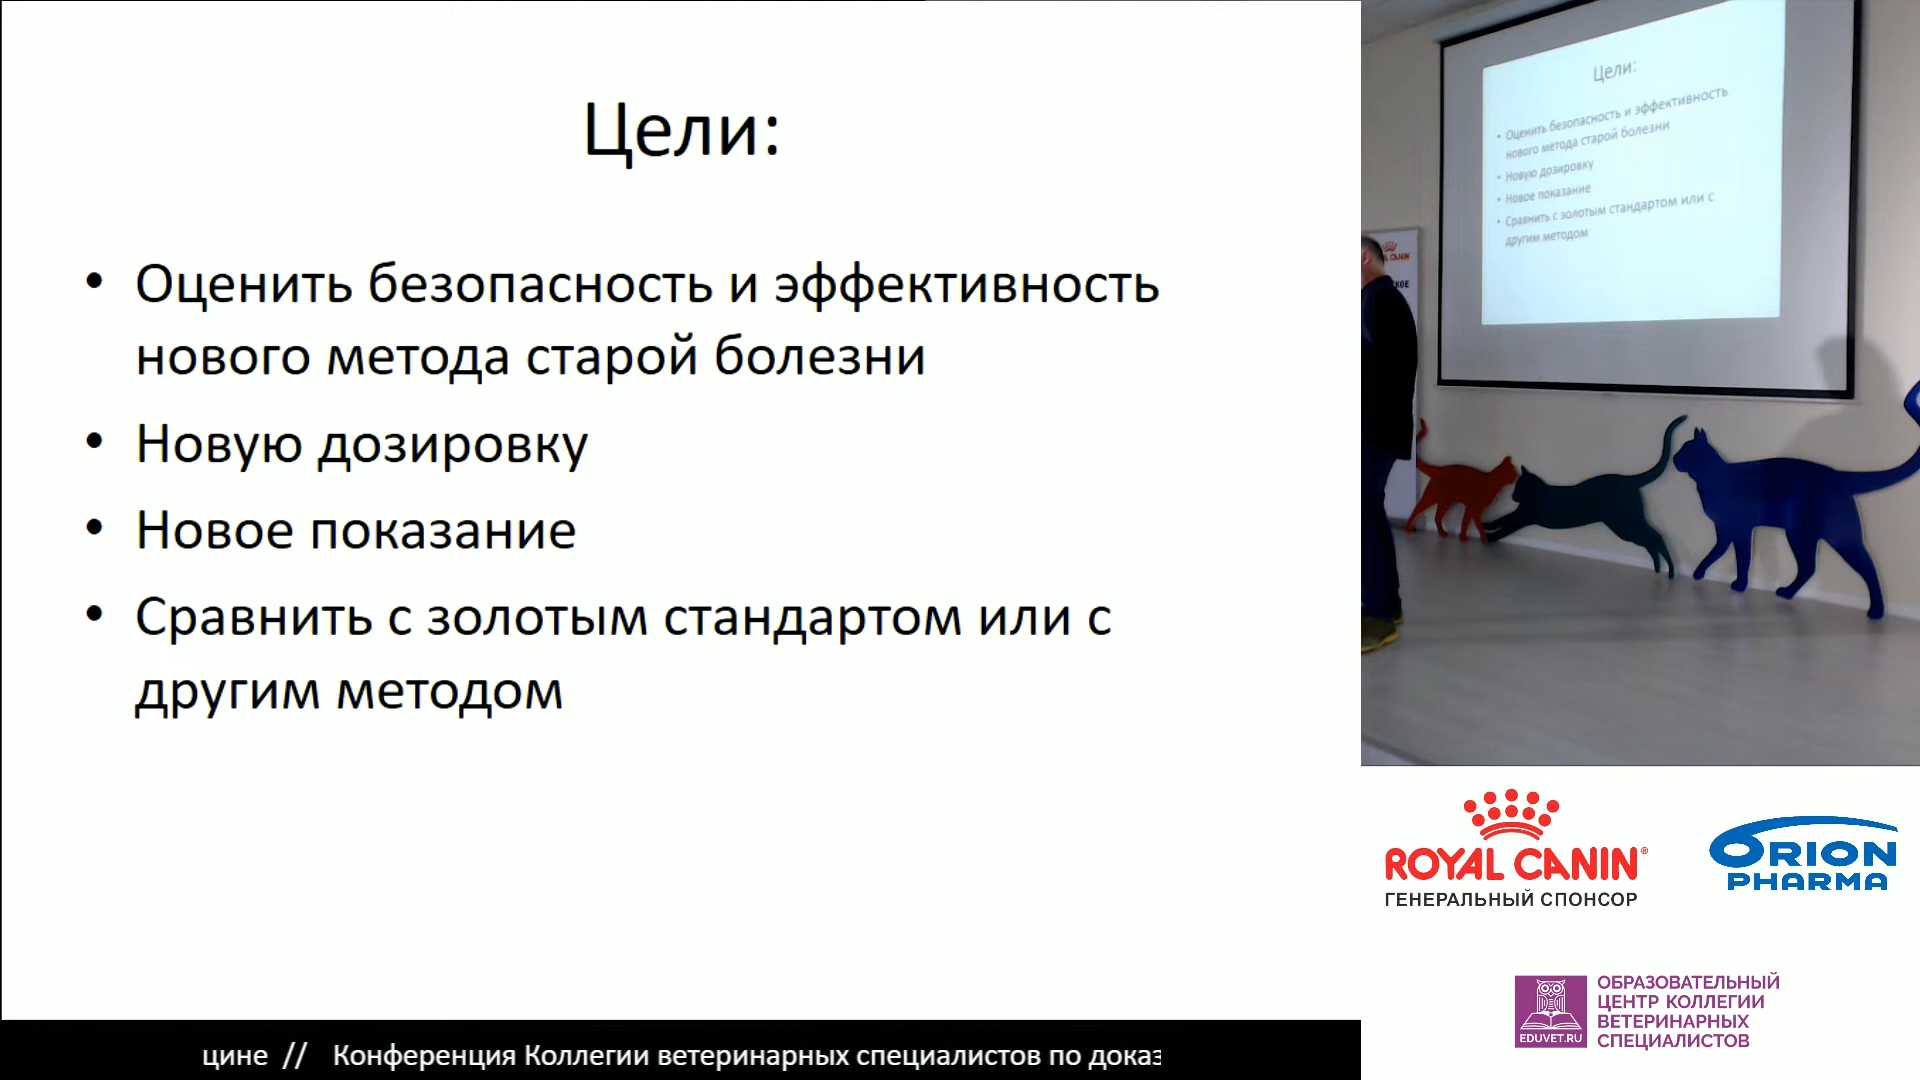 Цели:
• Оценить безопасность и эффективность
нового метода старой болезни
• Новую дозировку
• Новое показание
• Сравнить с золотым стандартом или с
другим методом
цине // Конференция Коллегии ветеринарных специалистов по доказ
Цели:
• Оценить безопасность и эффективность
нового метода старой болезни
• Новую дозировку
• Новое показание
• Сравнить с золотым стандартом или с
другим методом
ROYAL CANIN®
ГЕНЕРАЛЬНЫЙ СПОНСОР
ORION
PHARMA
EDUVET.RU
ОБРАЗОВАТЕЛЬНЫЙ
ЦЕНТР КОЛЛЕГИИ
ВЕТЕРИНАРНЫХ
СПЕЦИАЛИСТОВ